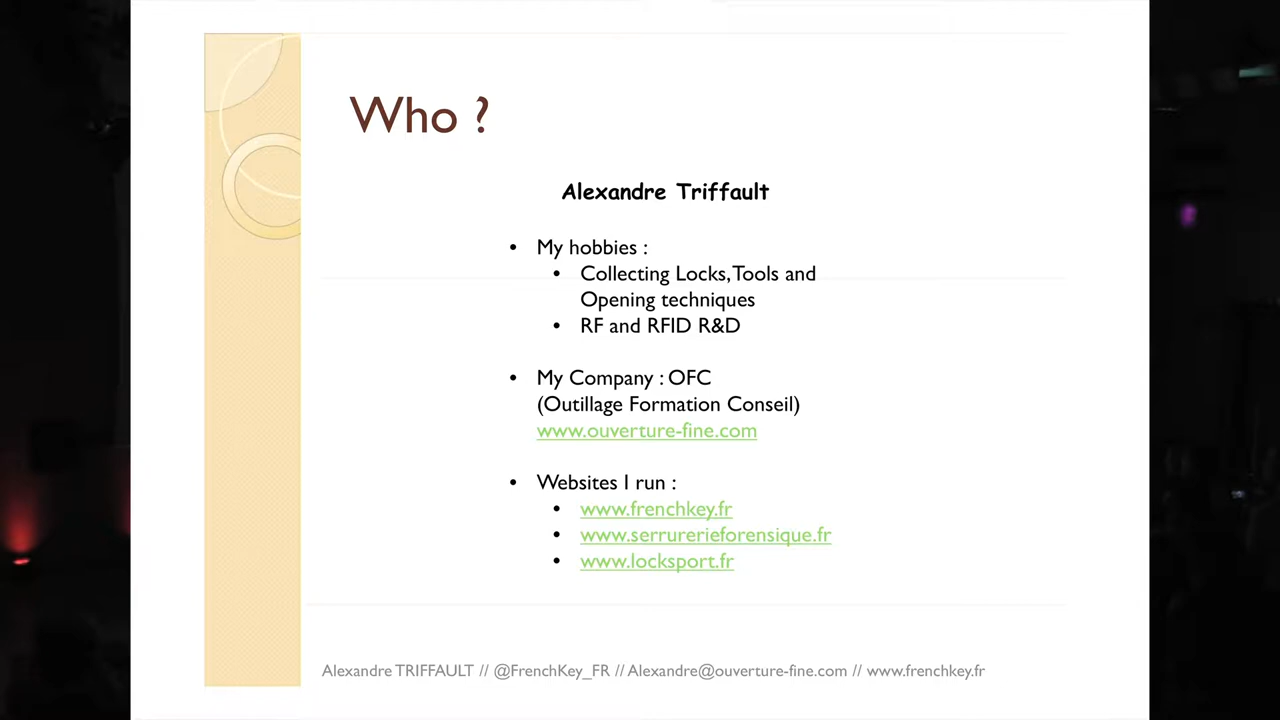 Who ?
Alexandre Triffault
• My hobbies :
• Collecting Locks, Tools and
Opening techniques
• RF and RFID R&D
• My Company : OFC
(Outillage Formation Conseil)
www.ouverture-fine.com
• Websites I run :
• www.frenchkey.fr
• www.serrurerieforensique.fr
• www.locksport.fr
Alexandre TRIFFAULT // @FrenchKey_FR // Alexandre@ouverture-fine.com // www.frenchkey.fr